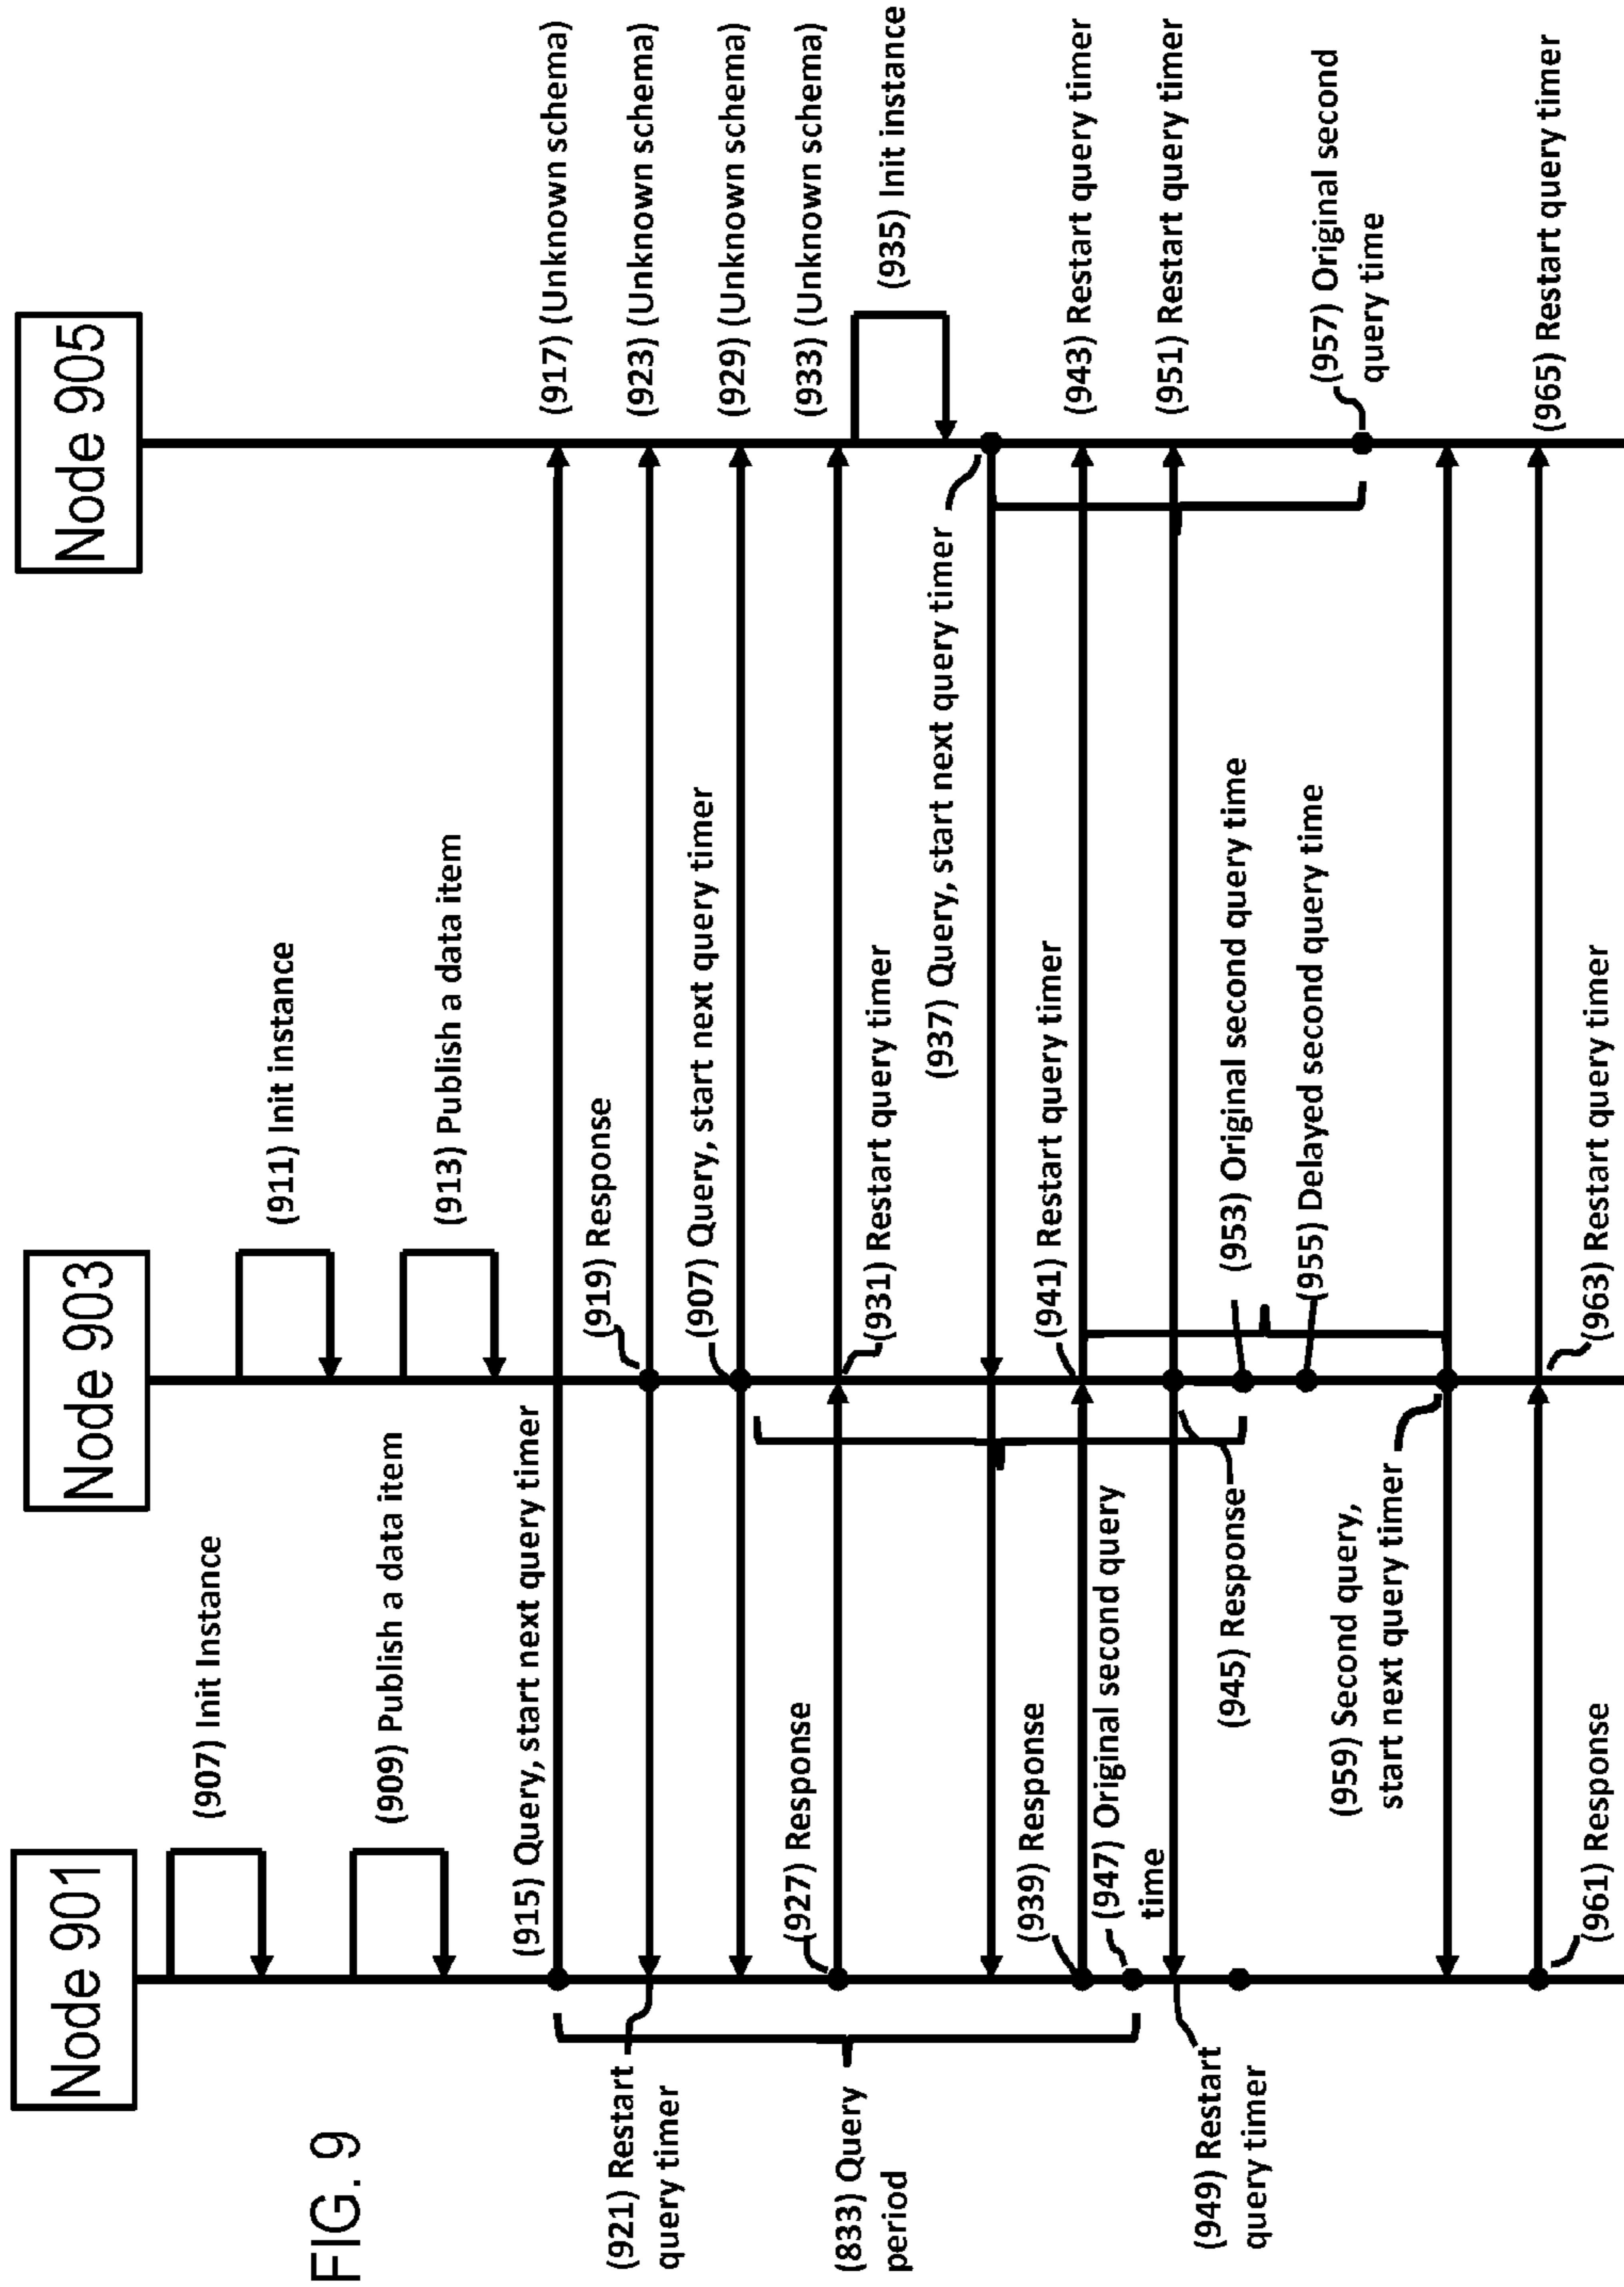 FIG. 9
Node 901
Node 903
Node 905
(907) Init Instance
(911) Init instance
(909) Publish a data item
(913) Publish a data item
(915) Query, start next query timer
(917) (Unknown schema)
(919) Response
(921) Restart
query timer
(923) (Unknown schema)
(907) Query, start next query timer
(929) (Unknown schema)
(927) Response
(931) Restart query timer
(933) (Unknown schema)
(833) Query
period
(935) Init instance
(937) Query, start next query timer
(939) Response
(941) Restart query timer
(943) Restart query timer
(947) Original second query
time
(945) Response
(949) Restart
query timer
(951) Restart query timer
(953) Original second query time
(955) Delayed second query time
(957) Original second
query time
(959) Second query,
start next query timer
(961) Response
(963) Restart query timer
(965) Restart query timer